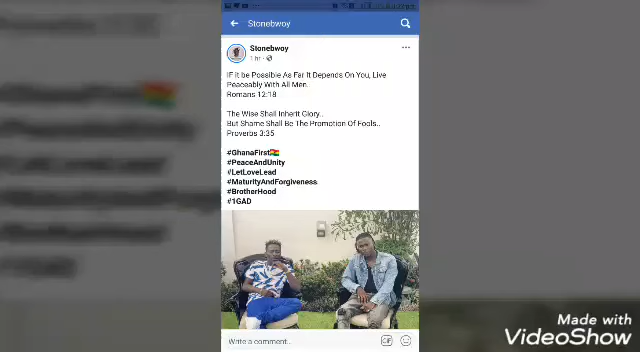 Stonebwoy
Stonebwoy
1 hr
IF it be Possible As Far It Depends On You, Live
Peaceably With All Men.
Romans 12:18
The Wise Shall Inherit Glory..
But Shame Shall Be The Promotion Of Fools..
Proverbs 3:35
#GhanaFirst🇬🇭
#PeaceAndUnity
#LetLoveLead
#MaturityAndForgiveness.
#BrotherHood
#1GAD
Write a comment..
GIF
Made with
VideoShow